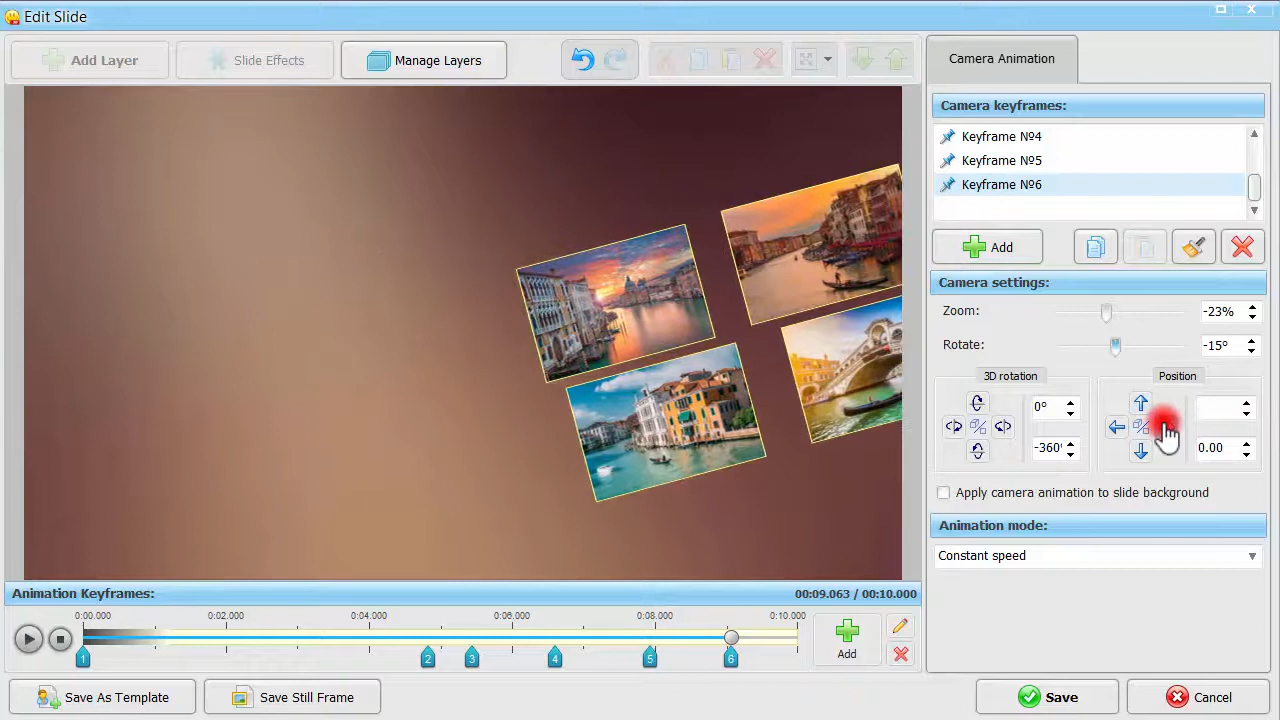 Edit Slide
Add Layer
Slide Effects
Manage Layers
Camera Animation
Camera keyframes:
Keyframe №4
Keyframe №5
Keyframe №6
Add
Camera settings:
Zoom:
-23%
Rotate:
-15º
3D rotation
Position
0º
-360º
0.00
Apply camera animation to slide background
Animation mode:
Constant speed
Animation Keyframes:
00:09.063 / 00:10.000
0:00.000
0:02.000
0:04.000
0:06.000
0:08.000
0:10.000
1
2
3
4
5
6
Add
Save As Template
Save Still Frame
Save
Cancel